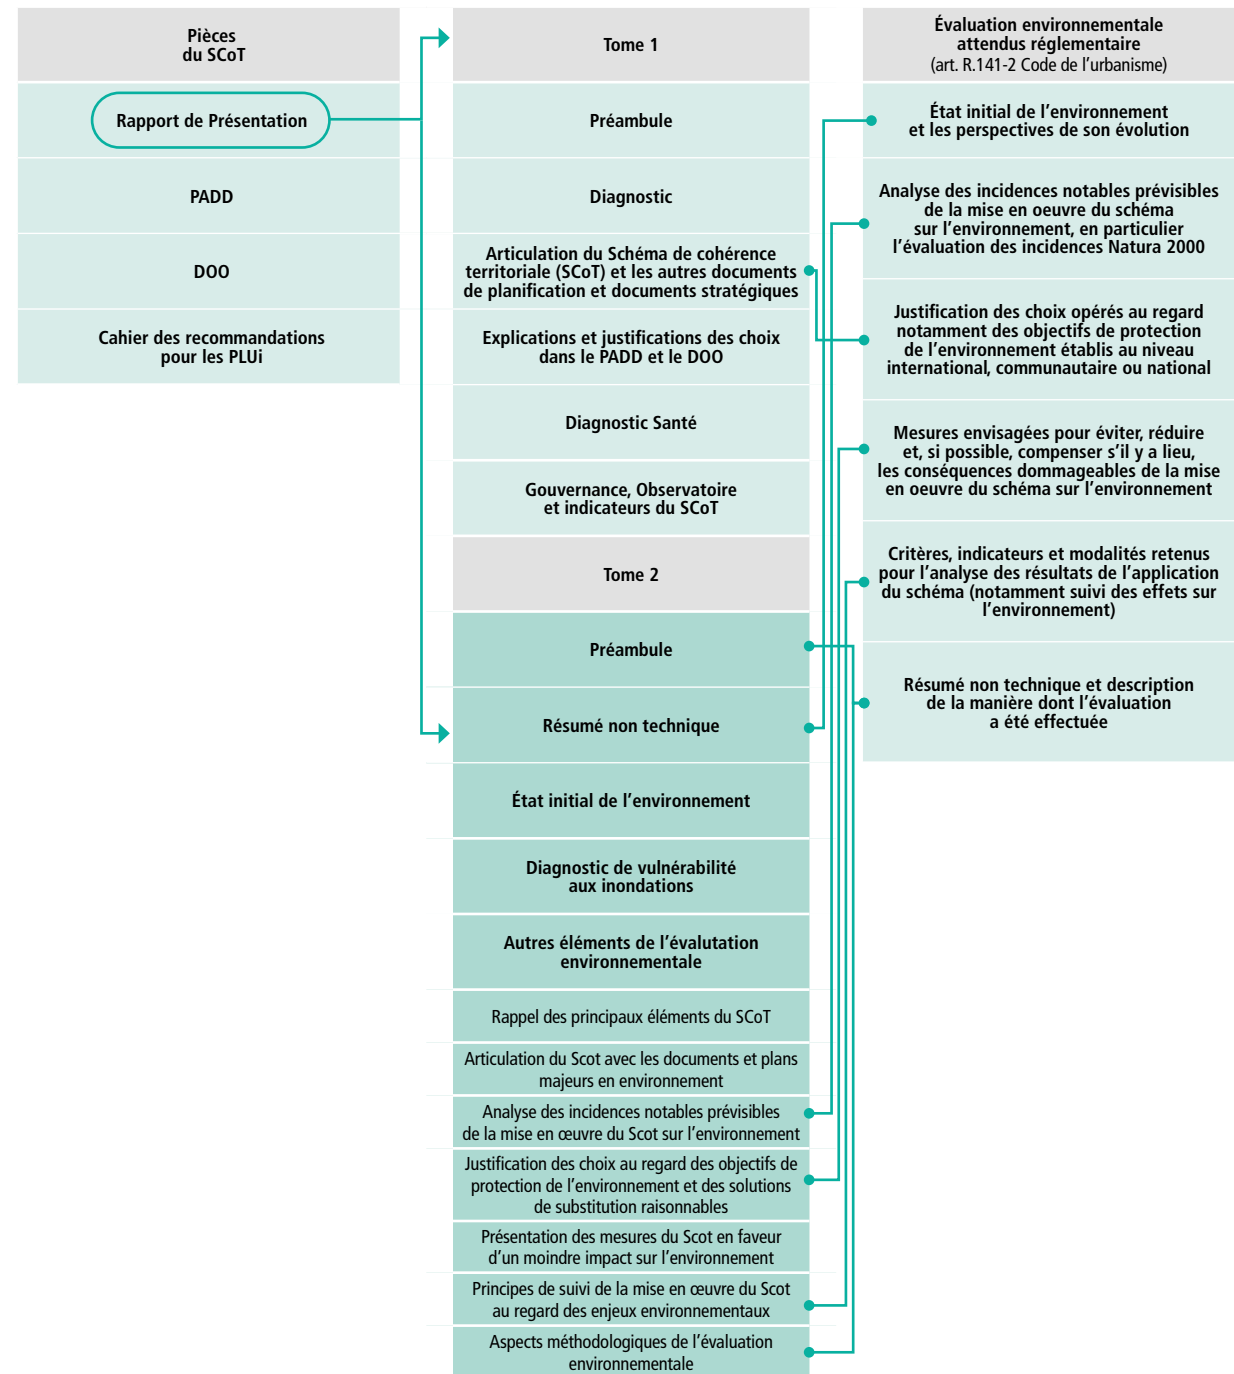 Pièces
du SCoT
Rapport de Présentation
PADD
DOO
Cahier des recommandations
pour les PLUi
Tome 1
Préambule
Diagnostic
Articulation du Schéma de cohérence
territoriale (SCoT) et les autres documents
de planification et documents stratégiques
Explications et justifications des choix
dans le PADD et le DOO
Diagnostic Santé
Gouvernance, Observatoire
et indicateurs du SCoT
Tome 2
Préambule
Résumé non technique
État initial de l'environnement
Diagnostic de vulnérabilité
aux inondations
Autres éléments de l'évalutation
environnementale
Rappel des principaux éléments du SCoT
Articulation du Scot avec les documents et plans
majeurs en environnement
Analyse des incidences notables prévisibles
de la mise en œuvre du Scot sur l'environnement
Justification des choix au regard des objectifs de
protection de l'environnement et des solutions
de substitution raisonnables
Présentation des mesures du Scot en faveur
d'un moindre impact sur l'environnement
Principes de suivi de la mise en œuvre du Scot
au regard des enjeux environnementaux
Aspects méthodologiques de l'évaluation
environnementale
Évaluation environnementale
attendus réglementaire
(art. R.141-2 Code de l'urbanisme)
État initial de l'environnement
et les perspectives de son évolution
Analyse des incidences notables prévisibles
de la mise en oeuvre du schéma
sur l'environnement, en particulier
l'évaluation des incidences Natura 2000
Justification des choix opérés au regard
notamment des objectifs de protection
de l'environnement établis au niveau
international, communautaire ou national
Mesures envisagées pour éviter, réduire
et, si possible, compenser s'il y a lieu,
les conséquences dommageables de la mise
en oeuvre du schéma sur l'environnement
Critères, indicateurs et modalités retenus
pour l'analyse des résultats de l'application
du schéma (notamment suivi des effets sur
l'environnement)
Résumé non technique et description
de la manière dont l'évaluation
a été effectuée